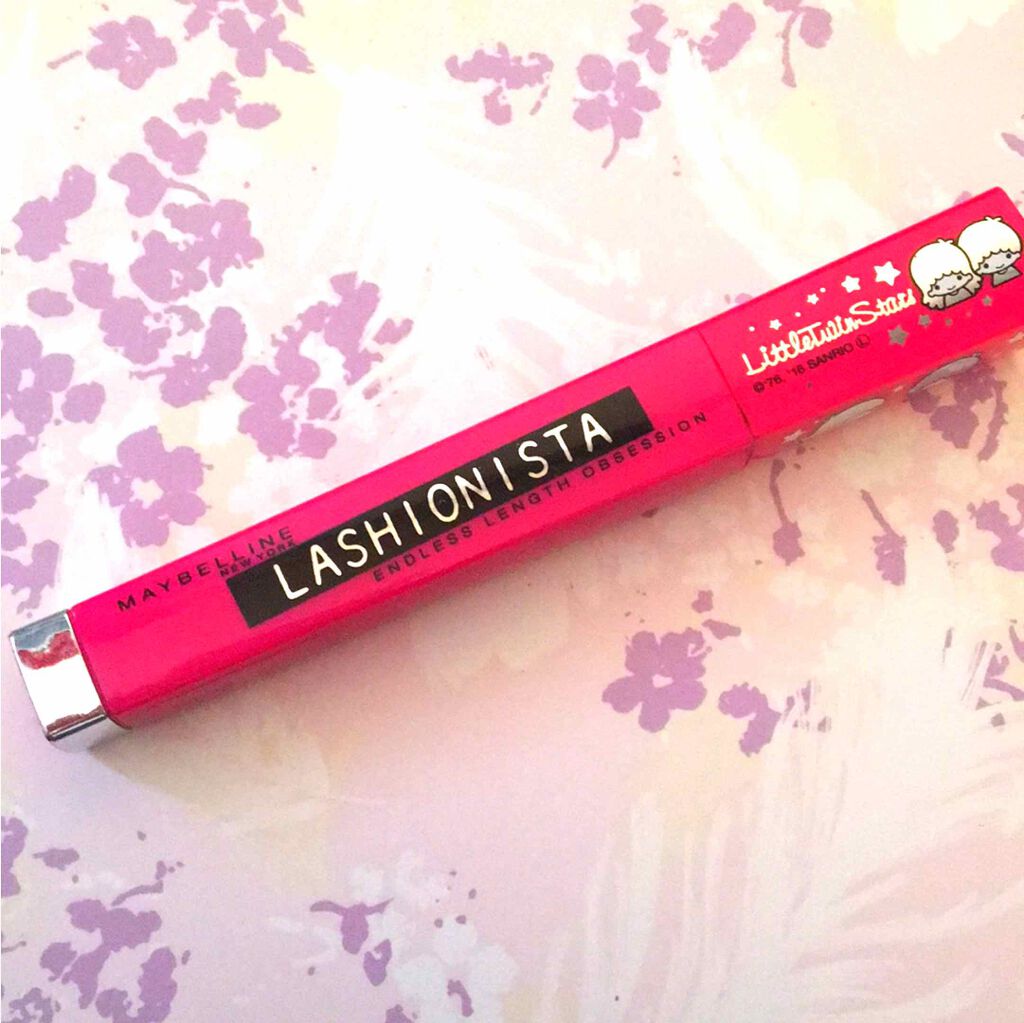 MAYBELLINE
NEW YORK
LASHIONISTA
ENDLESS LENGTH OBSESSION
LittleTwinStars
©'76, '16 SANRIO Ⓛ